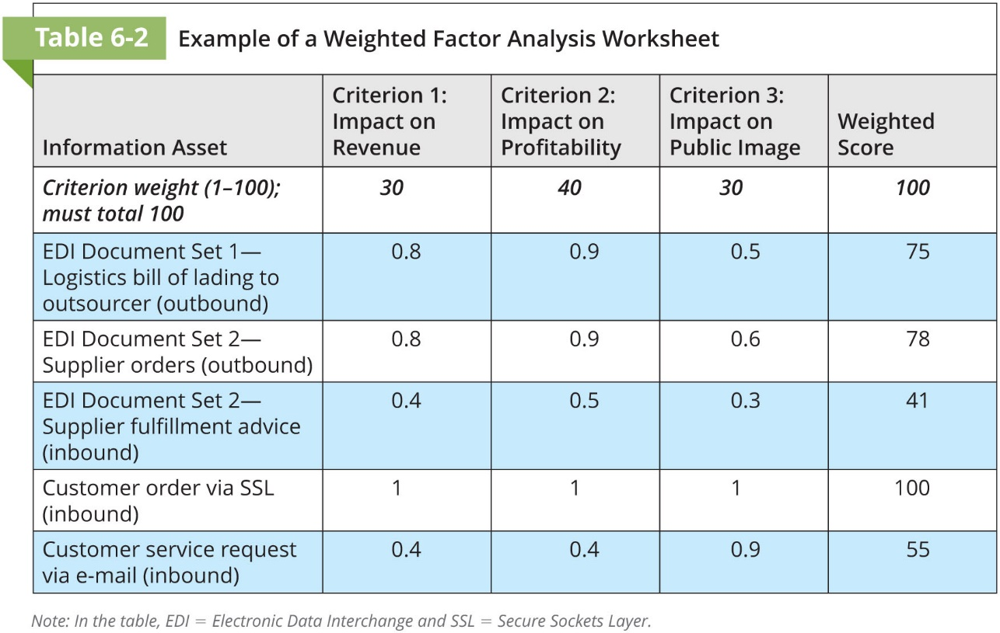 Table 6-2 Example of a Weighted Factor Analysis Worksheet
Information Asset
Criterion 1:
Impact on
Revenue
Criterion 2:
Impact on
Profitability
Criterion 3:
Impact on
Public Image
Weighted
Score
Criterion weight (1–100);
must total 100
30
40
30
100
EDI Document Set 1—
Logistics bill of lading to
outsourcer (outbound)
0.8
0.9
0.5
75
EDI Document Set 2—
Supplier orders (outbound)
0.8
0.9
0.6
78
EDI Document Set 2—
Supplier fulfillment advice
(inbound)
0.4
0.5
0.3
41
Customer order via SSL
(inbound)
1
1
1
100
Customer service request
via e-mail (inbound)
0.4
0.4
0.9
55
Note: In the table, EDI = Electronic Data Interchange and SSL = Secure Sockets Layer.